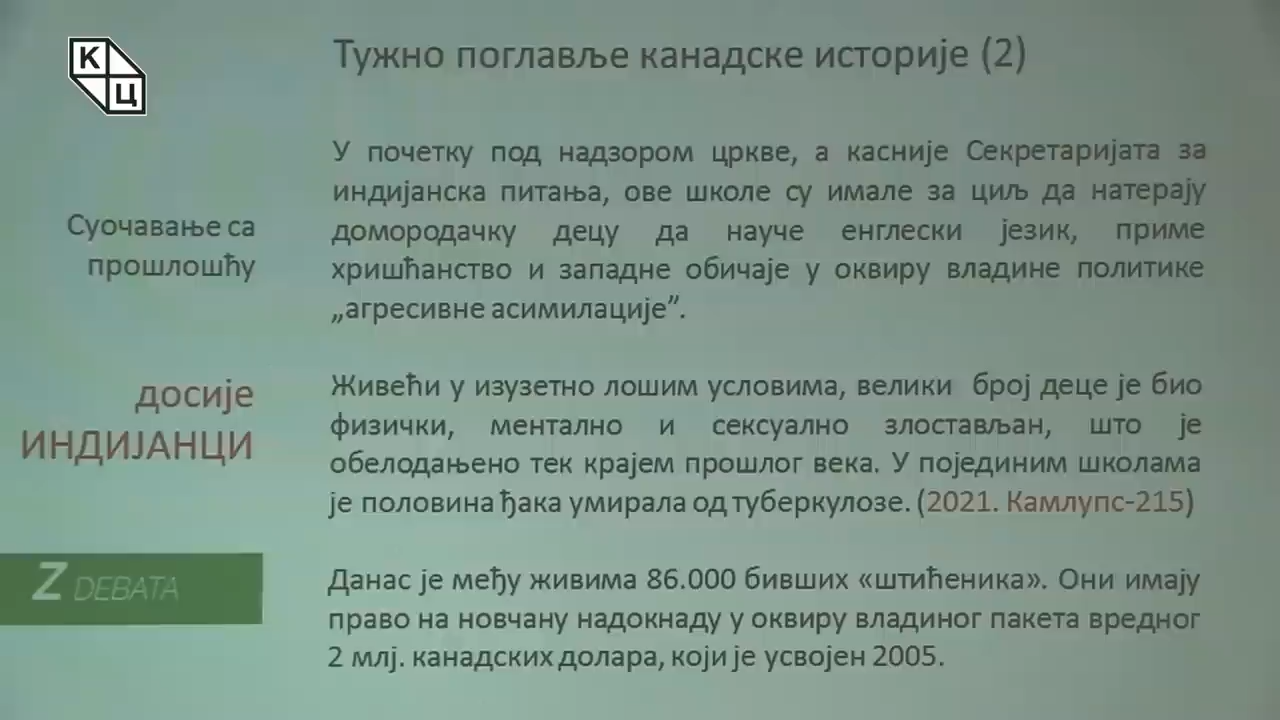 К
Ц
Тужно поглавље канадске историје (2)
У почетку под надзором цркве, а касније Секретаријата за
индијанска питања, ове школе су имале за циљ да натерају
домородачку децу да науче енглески језик, приме
хришћанство и западне обичаје у оквиру владине политике
„агресивне асимилације”.
Суочавање са
прошлошћу
досије
ИНДИЈАНЦИ
Живећи у изузетно лошим условима, велики број деце је био
физички, ментално и сексуално злостављан, што је
обелодањено тек крајем прошлог века. У појединим школама
је половина ђака умирала од туберкулозе. (2021. Камлупс-215)
Z DEBATA
Данас је међу живима 86.000 бивших «штићеника». Они имају
право на новчану надокнаду у оквиру владиног пакета вредног
2 млј. канадских долара, који је усвојен 2005.